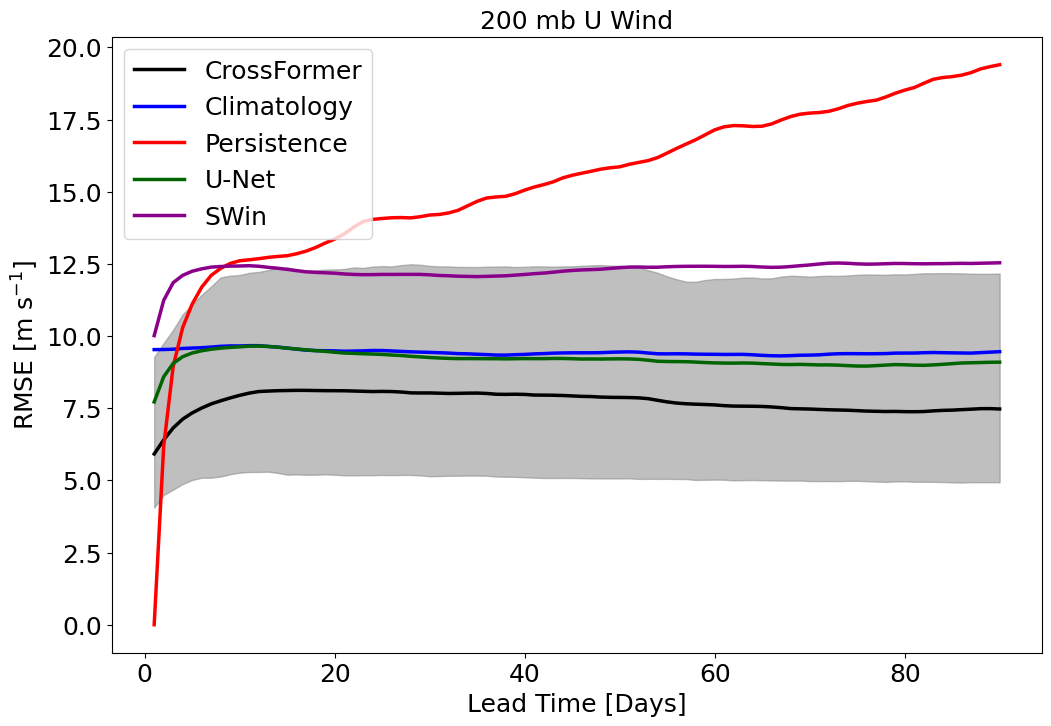 200 mb U Wind
20.0
17.5
15.0
12.5
10.0
7.5
5.0
2.5
0.0
RMSE [m s⁻¹]
CrossFormer
Climatology
Persistence
U-Net
SWin
0 20 40 60 80
Lead Time [Days]